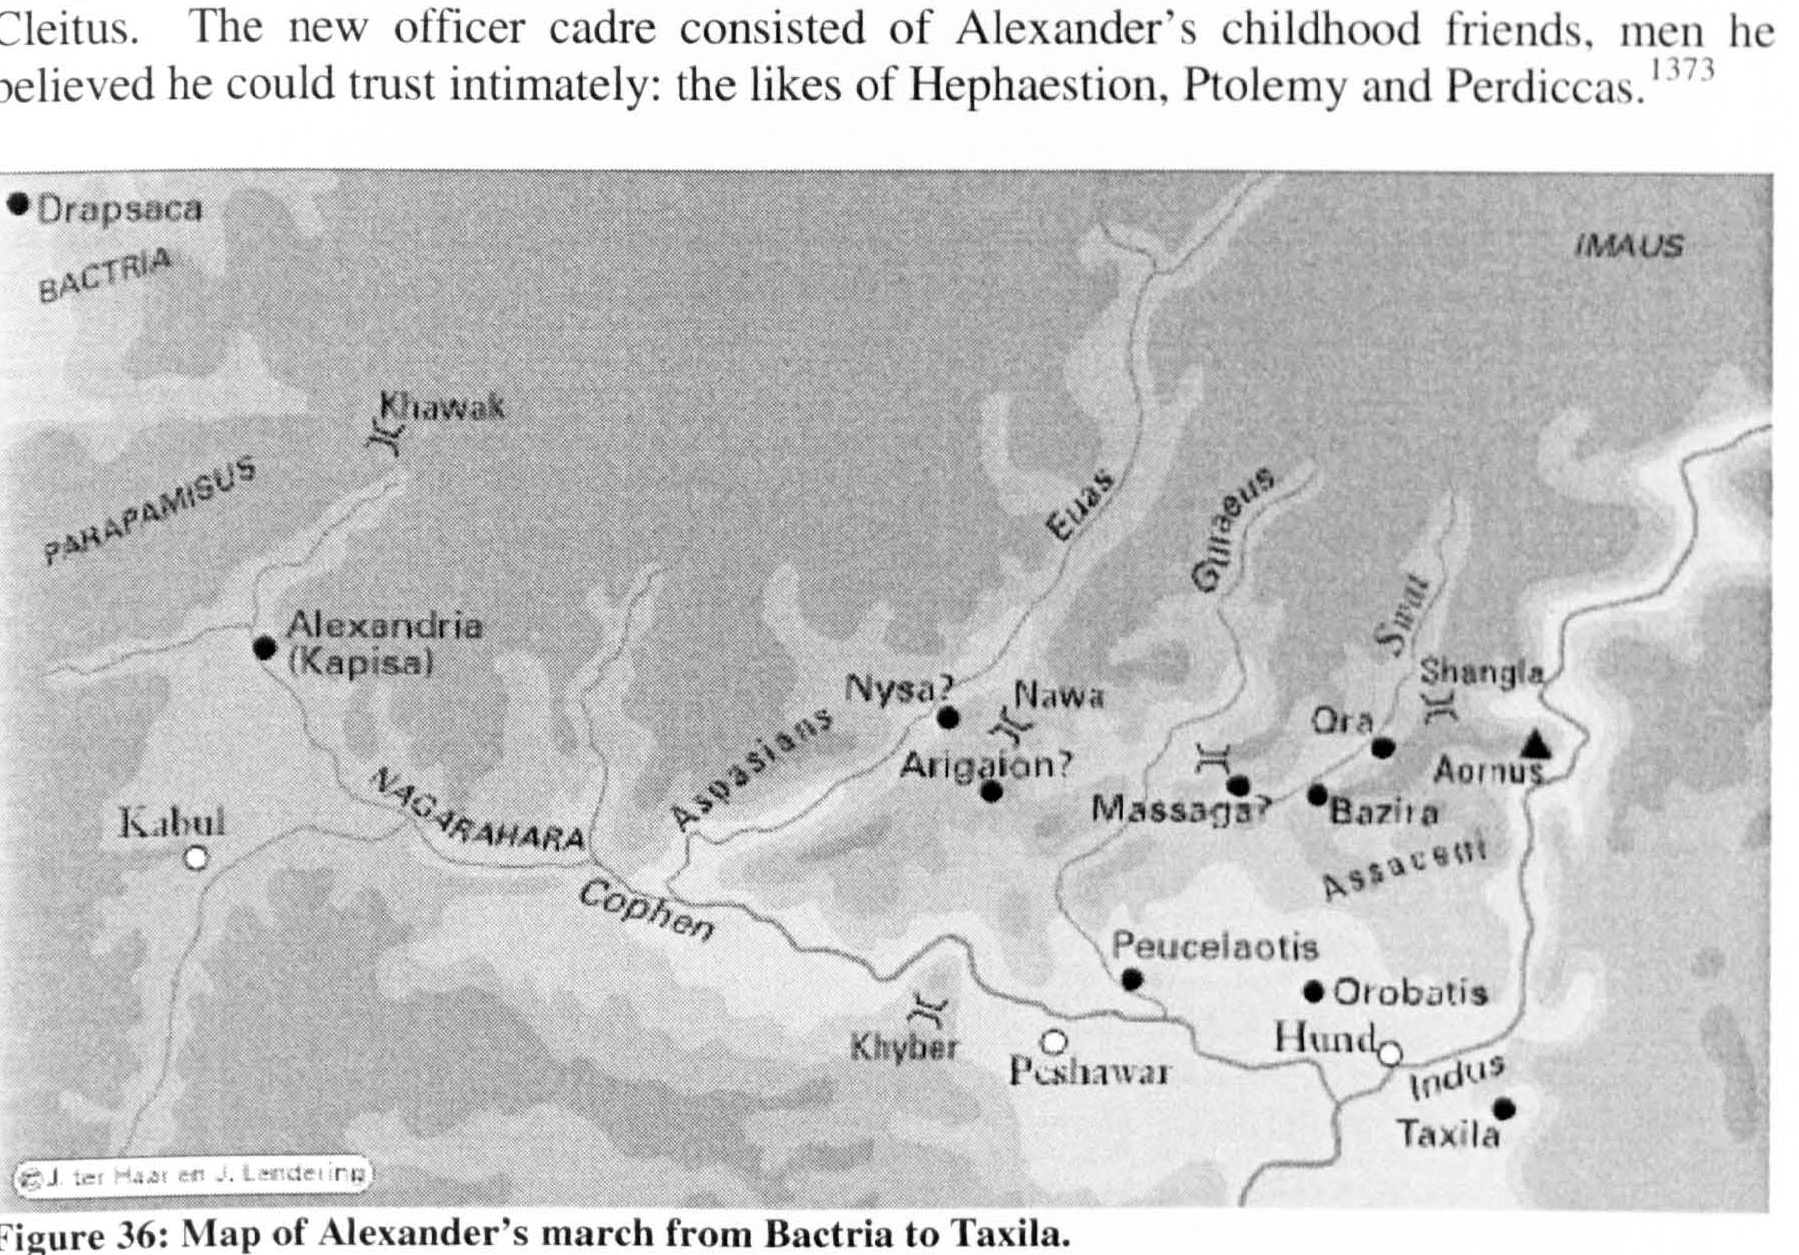 Cleitus. The new officer cadre consisted of Alexander's childhood friends, men he
believed he could trust intimately: the likes of Hephaestion, Ptolemy and Perdiccas.1373
Drapsaca
BACTRIA
IMAUS
Khawak
PARAPAMISUS
Euas
Guraeus
Swat
Alexandria
(Kapisa)
Nysa?
Nawa
Shangla
Ora
Aspasians
Arigaion?
Aornus
NAGARAHARA
Massaga?
Bazira
Kabul
Assaceni
Cophen
Peucelaotis
Orobatis
Khyber
Hund
Peshawar
Indus
Taxila
©J. ter Haar en J. Lendering
Figure 36: Map of Alexander's march from Bactria to Taxila.